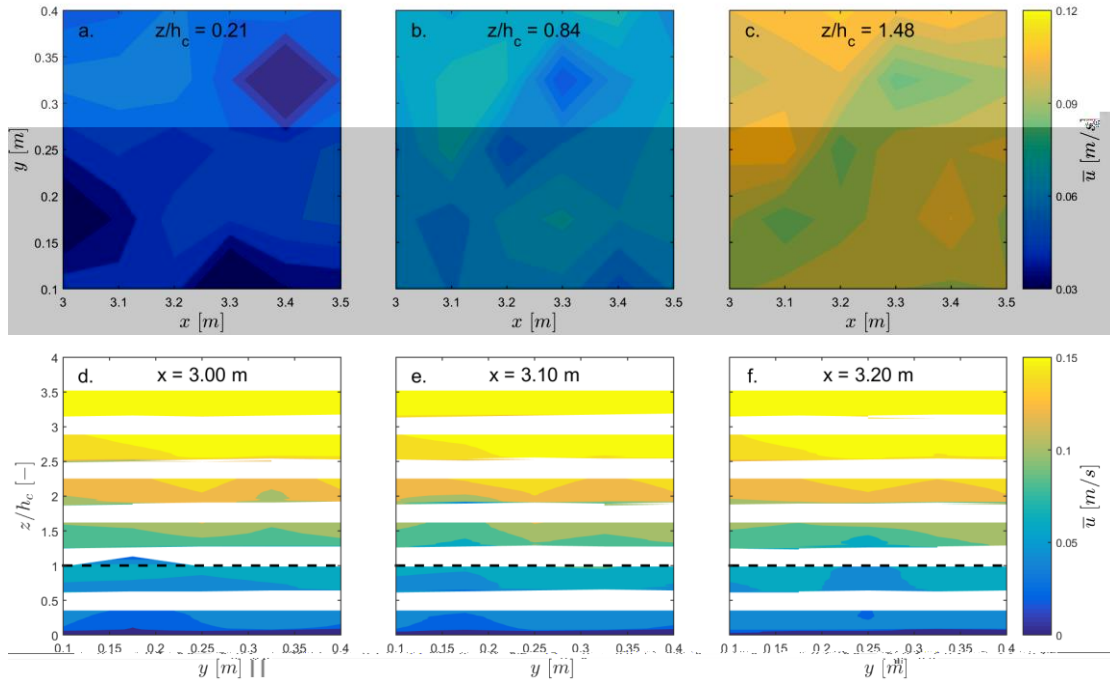 a. z/h_c = 0.21
b. z/h_c = 0.84
c. z/h_c = 1.48
0.4
0.35
0.3
0.25
0.2
0.15
0.1
y [m]
3 3.1 3.2 3.3 3.4 3.5
3 3.1 3.2 3.3 3.4 3.5
3 3.1 3.2 3.3 3.4 3.5
x [m]
x [m]
x [m]
0.12
0.09
0.06
0.03
u̅ [m/s]
d. x = 3.00 m
e. x = 3.10 m
f. x = 3.20 m
4
3.5
3
2.5
2
1.5
1
0.5
0
z/h_c [−]
0.1 0.15 0.2 0.25 0.3 0.35 0.4
0.1 0.15 0.2 0.25 0.3 0.35 0.4
0.1 0.15 0.2 0.25 0.3 0.35 0.4
y [m]
y [m]
y [m]
0.15
0.1
0.05
0
u̅ [m/s]